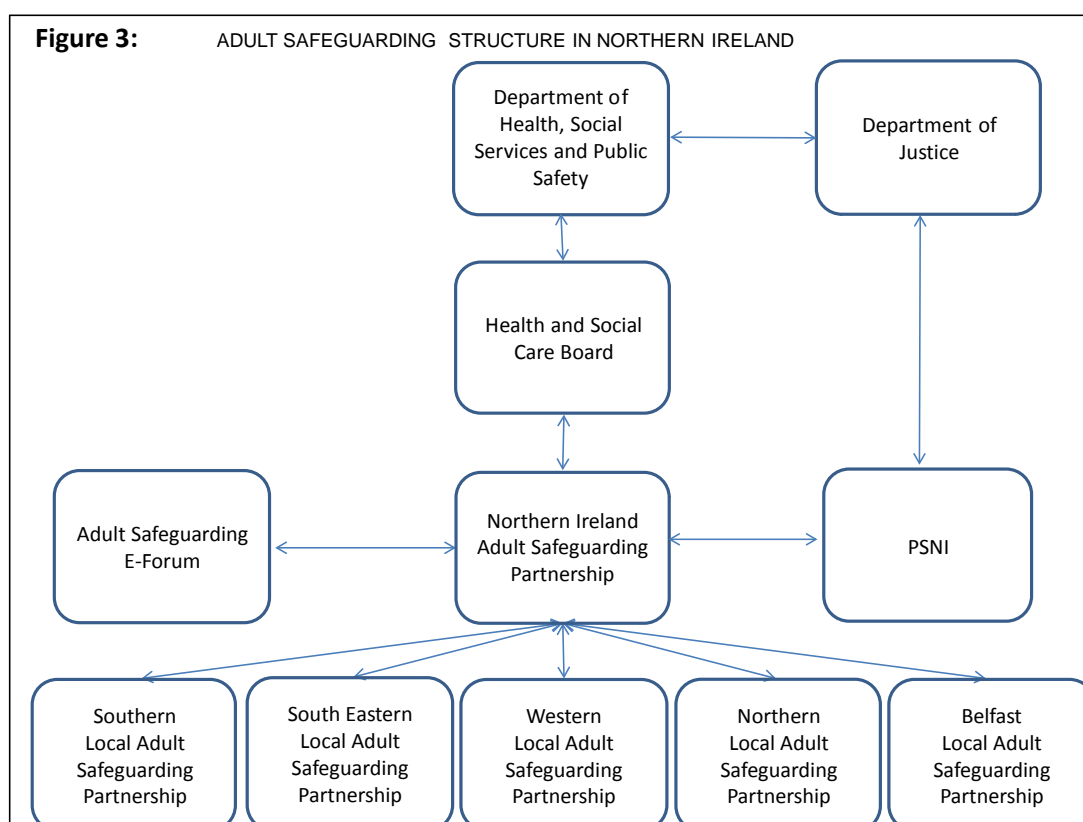 Figure 3: ADULT SAFEGUARDING STRUCTURE IN NORTHERN IRELAND
Department of
Health, Social
Services and Public
Safety
Department of
Justice
Health and Social
Care Board
Adult Safeguarding
E-Forum
Northern Ireland
Adult Safeguarding
Partnership
PSNI
Southern
Local Adult
Safeguarding
Partnership
South Eastern
Local Adult
Safeguarding
Partnership
Western
Local Adult
Safeguarding
Partnership
Northern
Local Adult
Safeguarding
Partnership
Belfast
Local Adult
Safeguarding
Partnership